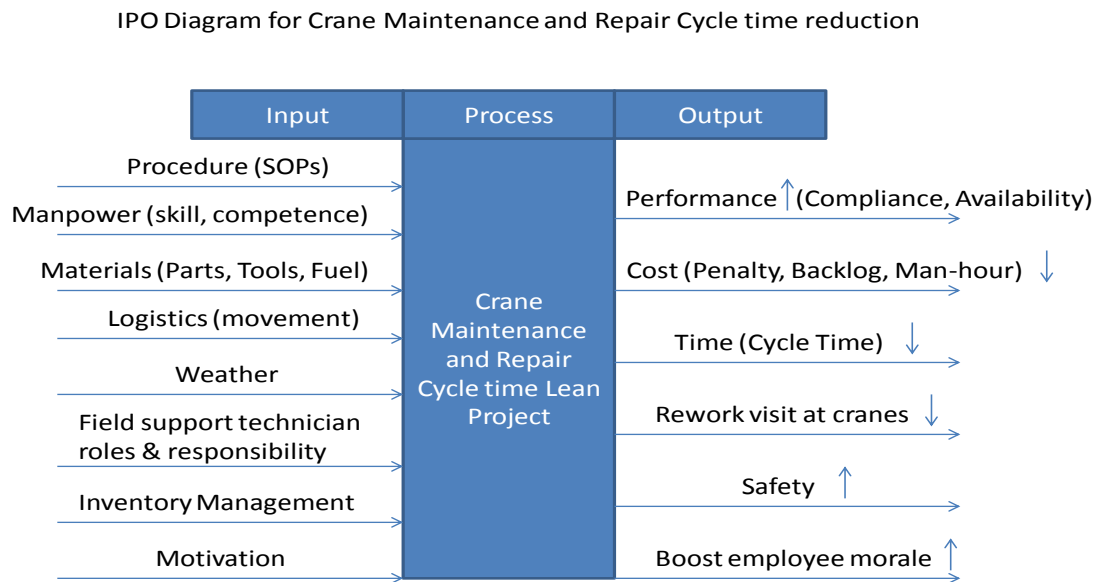 IPO Diagram for Crane Maintenance and Repair Cycle time reduction
Input
Process
Output
Procedure (SOPs)
Manpower (skill, competence)
Materials (Parts, Tools, Fuel)
Logistics (movement)
Weather
Field support technician
roles & responsibility
Inventory Management
Motivation
Crane
Maintenance
and Repair
Cycle time Lean
Project
Performance ↑ (Compliance, Availability)
Cost (Penalty, Backlog, Man-hour) ↓
Time (Cycle Time) ↓
Rework visit at cranes ↓
Safety ↑
Boost employee morale ↑